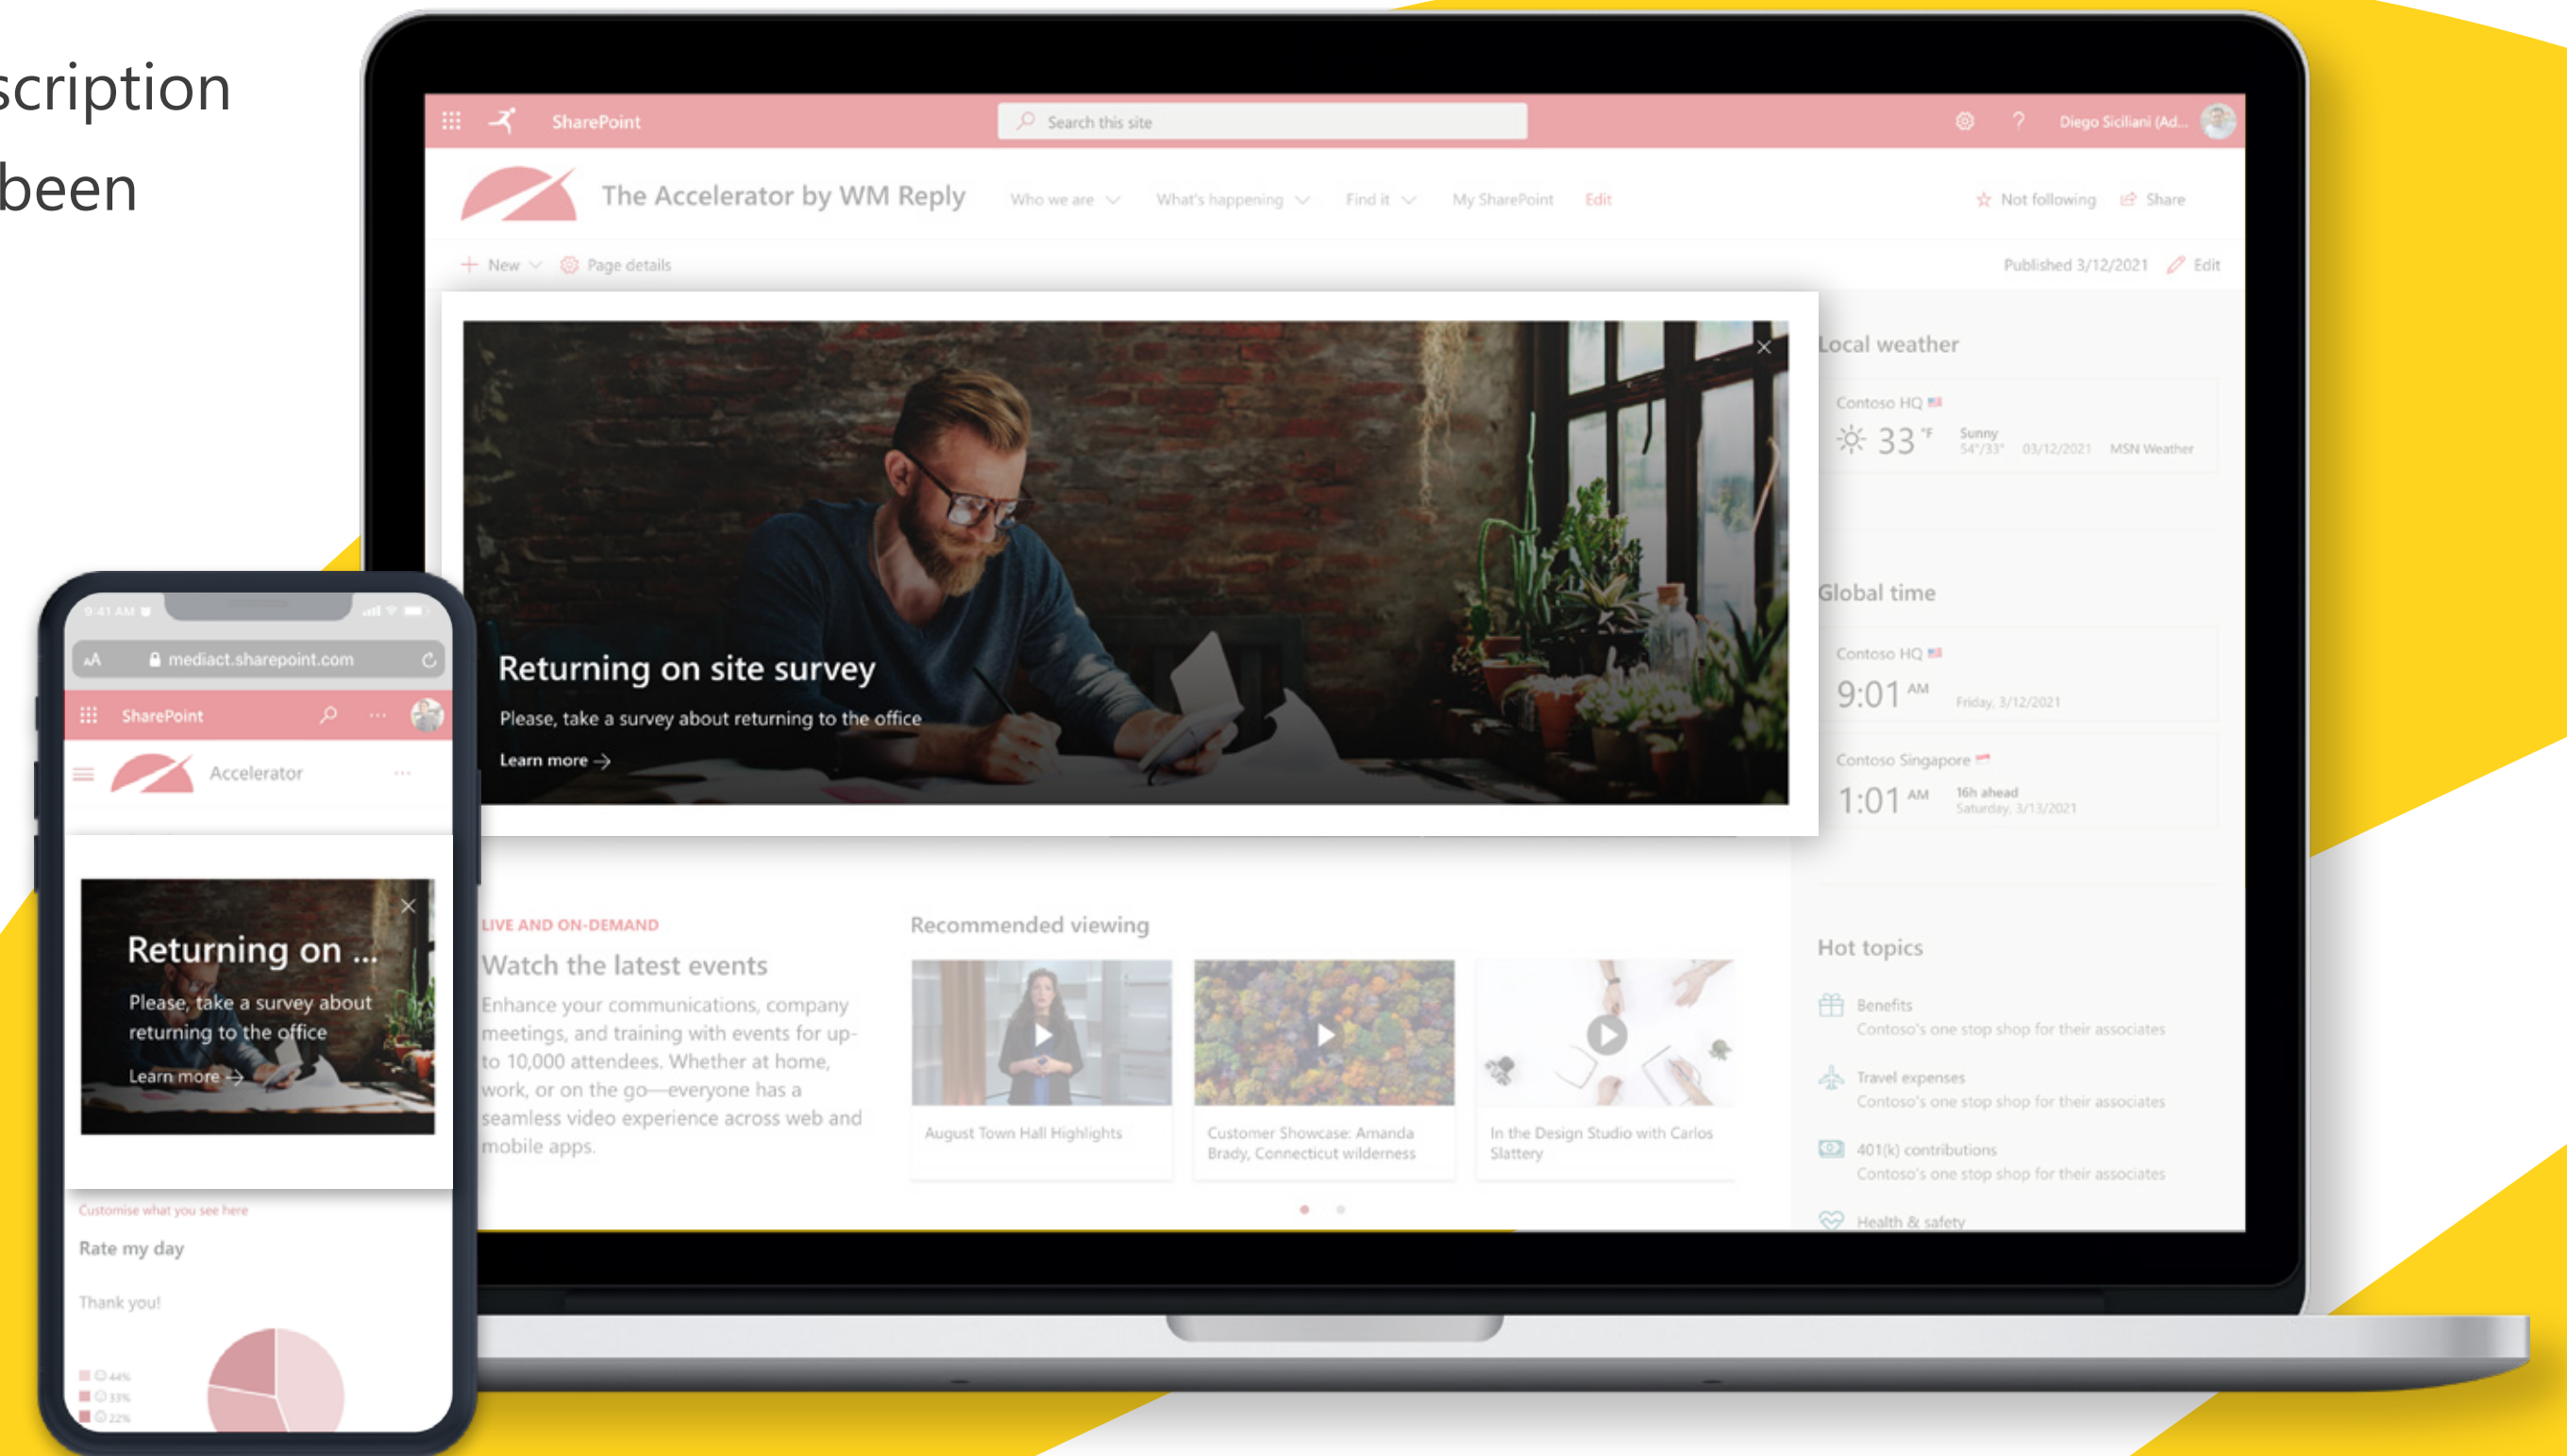 scription
been
SharePoint
Search this site
Diego Siciliani (Ad...
The Accelerator by WM Reply
Who we are
What's happening
Find it
My SharePoint
Edit
Not following
Share
New
Page details
Published 3/12/2021
Edit
Returning on site survey
Please, take a survey about returning to the office
Learn more →
Local weather
Contoso HQ
33 °F
Sunny
54°/33°
03/12/2021
MSN Weather
Global time
Contoso HQ
9:01 AM
Friday, 3/12/2021
Contoso Singapore
1:01 AM
16h ahead
Saturday, 3/13/2021
LIVE AND ON-DEMAND
Watch the latest events
Enhance your communications, company
meetings, and training with events for up-
to 10,000 attendees. Whether at home,
work, or on the go—everyone has a
seamless video experience across web and
mobile apps.
Recommended viewing
August Town Hall Highlights
Customer Showcase: Amanda
Brady, Connecticut wilderness
In the Design Studio with Carlos
Slattery
Hot topics
Benefits
Contoso's one stop shop for their associates
Travel expenses
Contoso's one stop shop for their associates
401(k) contributions
Contoso's one stop shop for their associates
Health & safety
9:41 AM
AA
mediact.sharepoint.com
SharePoint
...
Accelerator
...
Returning on ...
Please, take a survey about
returning to the office
Learn more →
Customise what you see here
Rate my day
Thank you!
44%
33%
22%